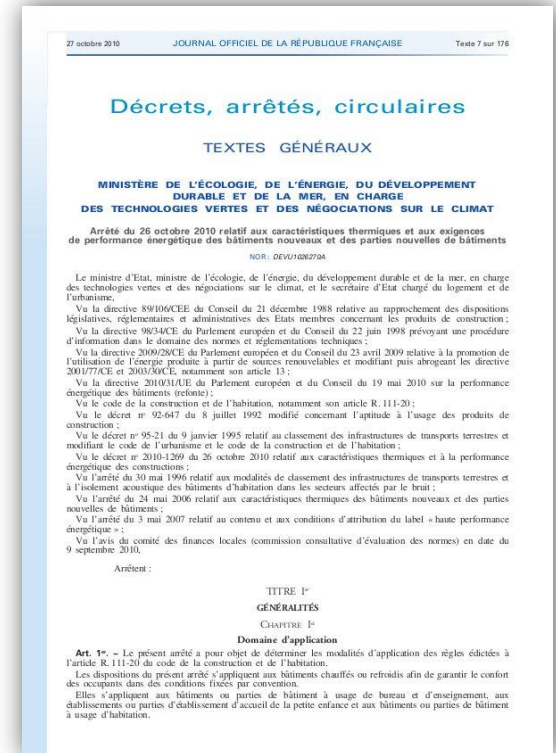 27 octobre 2010 JOURNAL OFFICIEL DE LA RÉPUBLIQUE FRANÇAISE Texte 7 sur 176
Décrets, arrêtés, circulaires
TEXTES GÉNÉRAUX
MINISTÈRE DE L'ÉCOLOGIE, DE L'ÉNERGIE, DU DÉVELOPPEMENT
DURABLE ET DE LA MER, EN CHARGE
DES TECHNOLOGIES VERTES ET DES NÉGOCIATIONS SUR LE CLIMAT
Arrêté du 26 octobre 2010 relatif aux caractéristiques thermiques et aux exigences
de performance énergétique des bâtiments nouveaux et des parties nouvelles de bâtiments
NOR : DEVU1026270A
Le ministre d'Etat, ministre de l'écologie, de l'énergie, du développement durable et de la mer, en charge
des technologies vertes et des négociations sur le climat, et le secrétaire d'Etat chargé du logement et de
l'urbanisme,
Vu la directive 89/106/CEE du Conseil du 21 décembre 1988 relative au rapprochement des dispositions
législatives, réglementaires et administratives des Etats membres concernant les produits de construction ;
Vu la directive 98/34/CE du Parlement européen et du Conseil du 22 juin 1998 prévoyant une procédure
d'information dans le domaine des normes et réglementations techniques ;
Vu la directive 2009/28/CE du Parlement européen et du Conseil du 23 avril 2009 relative à la promotion de
l'utilisation de l'énergie produite à partir de sources renouvelables et modifiant puis abrogeant les directives
2001/77/CE et 2003/30/CE, notamment son article 13 ;
Vu la directive 2010/31/UE du Parlement européen et du Conseil du 19 mai 2010 sur la performance
énergétique des bâtiments (refonte) ;
Vu le code de la construction et de l'habitation, notamment son article R. 111-20 ;
Vu le décret nº 92-647 du 8 juillet 1992 modifié concernant l'aptitude à l'usage des produits de
construction ;
Vu le décret nº 95-21 du 9 janvier 1995 relatif au classement des infrastructures de transports terrestres et
modifiant le code de l'urbanisme et le code de la construction et de l'habitation ;
Vu le décret nº 2010-1269 du 26 octobre 2010 relatif aux caractéristiques thermiques et à la performance
énergétique des constructions ;
Vu l'arrêté du 30 mai 1996 relatif aux modalités de classement des infrastructures de transports terrestres et
à l'isolement acoustique des bâtiments d'habitation dans les secteurs affectés par le bruit ;
Vu l'arrêté du 24 mai 2006 relatif aux caractéristiques thermiques des bâtiments nouveaux et des parties
nouvelles de bâtiments ;
Vu l'arrêté du 3 mai 2007 relatif au contenu et aux conditions d'attribution du label « haute performance
énergétique » ;
Vu l'avis du comité des finances locales (commission consultative d'évaluation des normes) en date du
9 septembre 2010,
Arrêtent :
TITRE Iᵉʳ
GÉNÉRALITÉS
CHAPITRE Iᵉʳ
Domaine d'application
Art. 1ᵉʳ. – Le présent arrêté a pour objet de déterminer les modalités d'application des règles édictées à
l'article R. 111-20 du code de la construction et de l'habitation.
Les dispositions du présent arrêté s'appliquent aux bâtiments chauffés ou refroidis afin de garantir le confort
des occupants dans des conditions fixées par convention.
Elles s'appliquent aux bâtiments ou parties de bâtiment à usage de bureau et d'enseignement, aux
établissements ou parties d'établissement d'accueil de la petite enfance et aux bâtiments ou parties de bâtiment
à usage d'habitation.